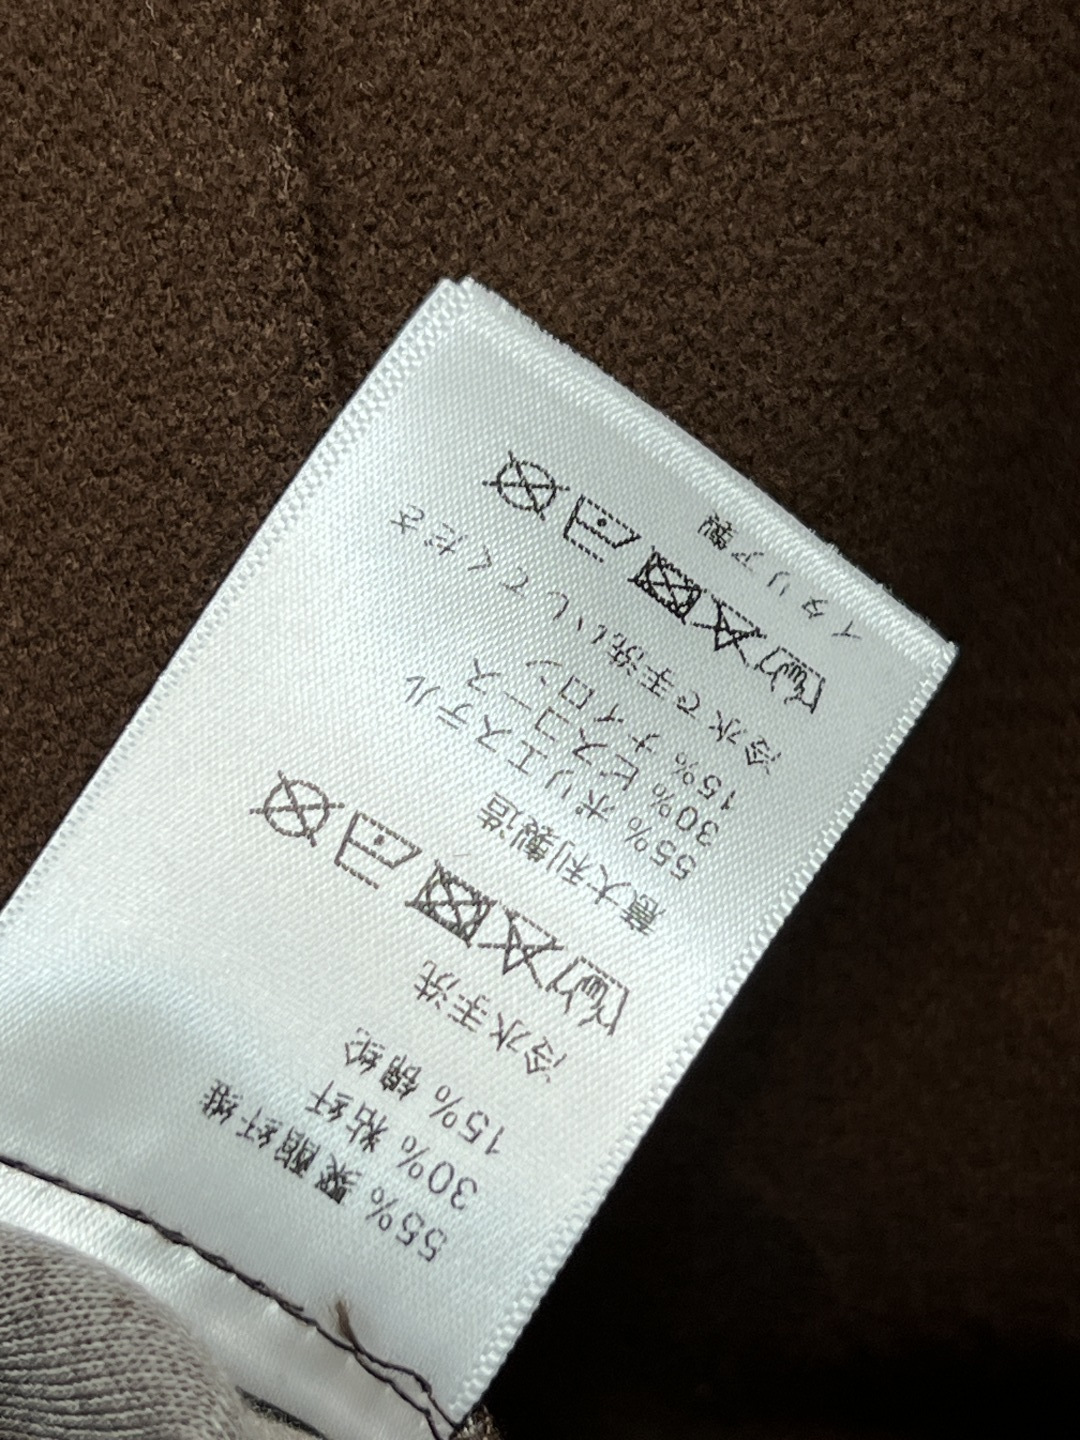 55% 聚酯纤维
30% 粘纤
15% 锦纶
冷水手洗
意大利製造
55% ポリエステル
30% ビスコース
15% ナイロン
冷水で手洗いしてくださ
イタリア製